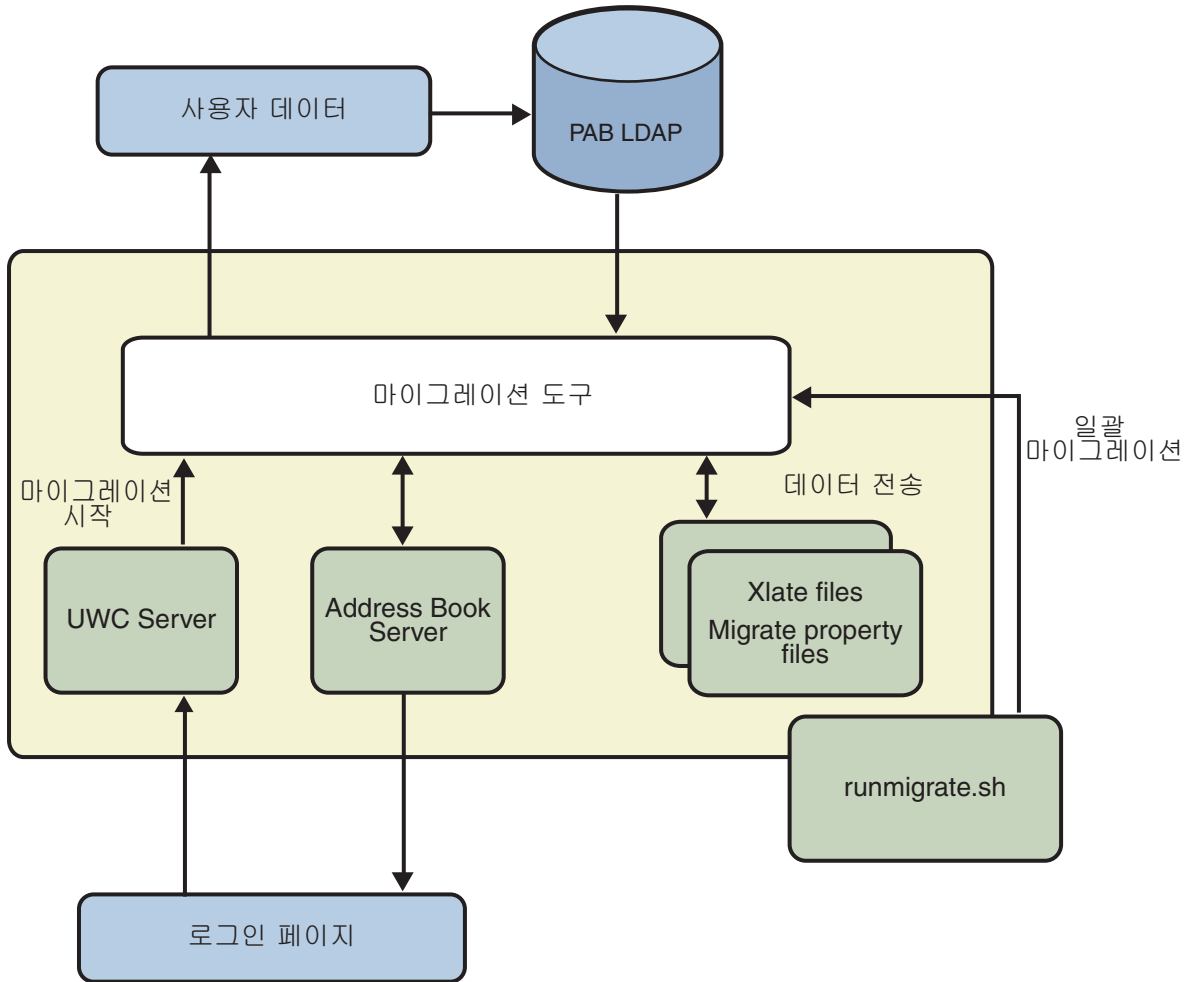 사용자 데이터
PAB LDAP
마이그레이션 도구
일괄
마이그레이션
마이그레이션
시작
데이터 전송
UWC Server
Address Book
Server
Xlate files
Migrate property
files
runmigrate.sh
로그인 페이지